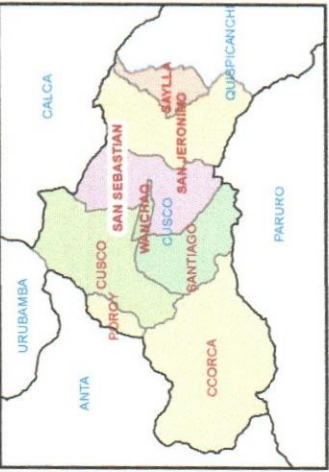 CALCA
QUISPICANCHI
URUBAMBA
SAYLLA
SAN SEBASTIAN
SAN JERONIMO
CUSCO
WANCHAQ
CUSCO
POROY
SANTIAGO
ANTA
CCORCA
PARURO